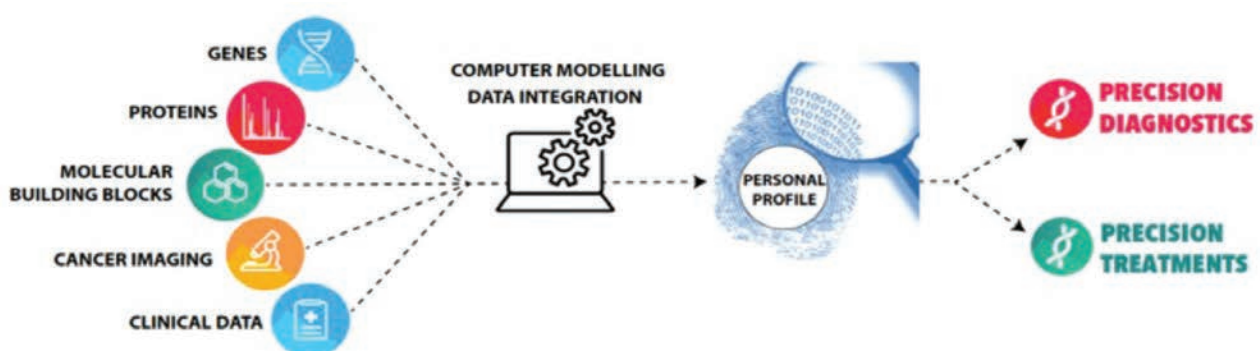 GENES
PROTEINS
MOLECULAR
BUILDING BLOCKS
CANCER IMAGING
CLINICAL DATA
COMPUTER MODELLING
DATA INTEGRATION
PERSONAL
PROFILE
PRECISION
DIAGNOSTICS
PRECISION
TREATMENTS